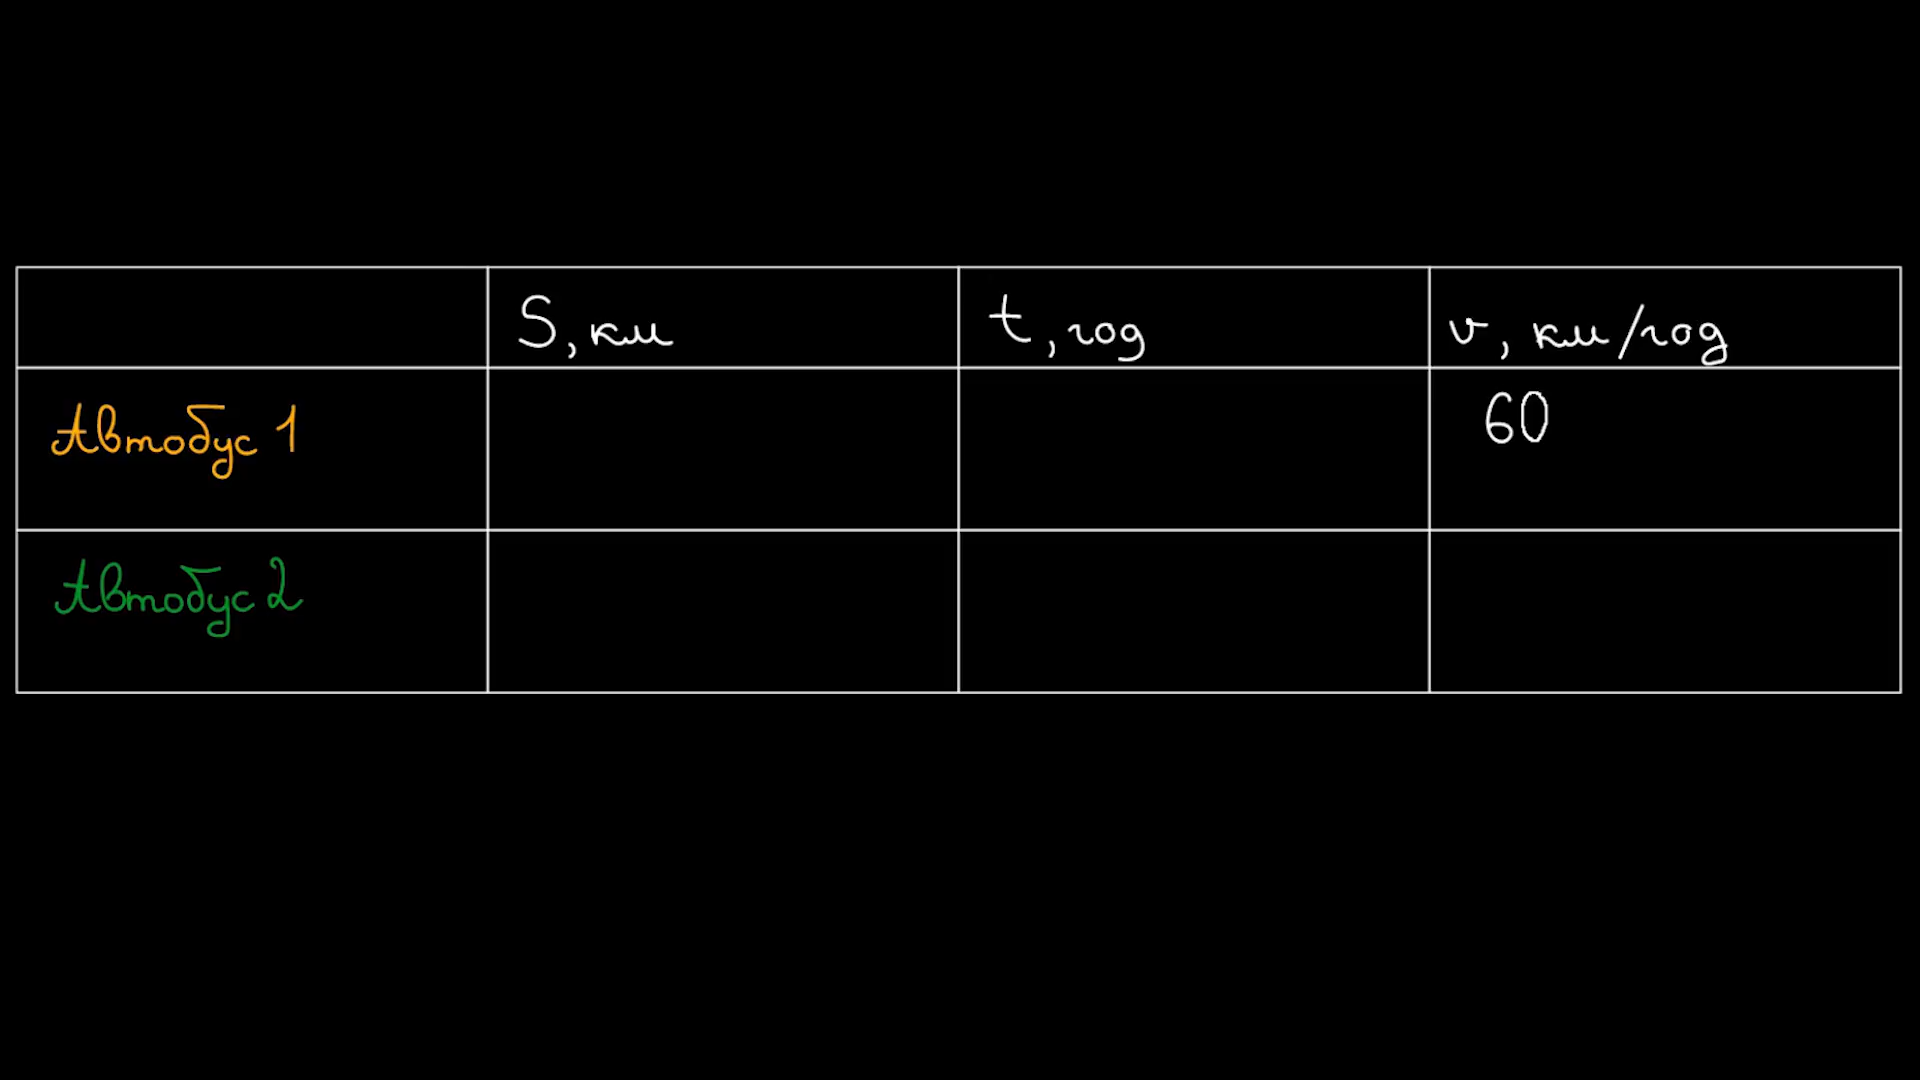 S, км t, год v, км/год
Автобус 1 60
Автобус 2